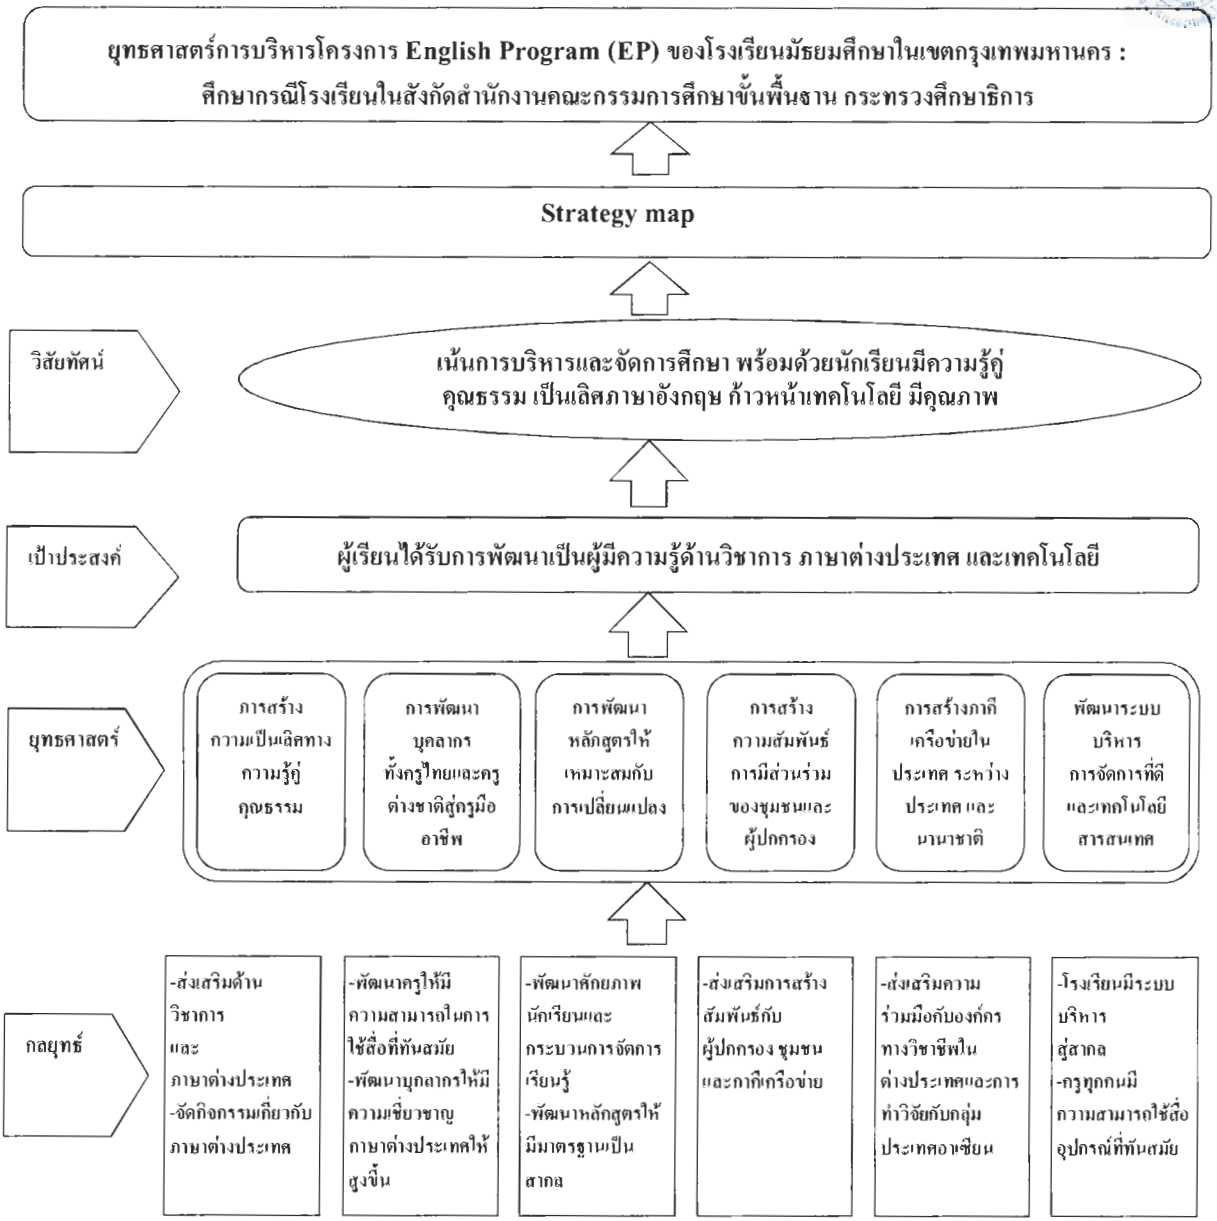 ยุทธศาสตร์การบริหารโครงการ English Program (EP) ของโรงเรียนมัธยมศึกษาในเขตกรุงเทพมหานคร :
ศึกษากรณีโรงเรียนในสังกัดสำนักงานคณะกรรมการศึกษาขั้นพื้นฐาน กระทรวงศึกษาธิการ
Strategy map
วิสัยทัศน์
เน้นการบริหารและจัดการศึกษา พร้อมด้วยนักเรียนมีความรู้คู่
คุณธรรม เป็นเลิศภาษาอังกฤษ ก้าวหน้าเทคโนโลยี มีคุณภาพ
เป้าประสงค์
ผู้เรียนได้รับการพัฒนาเป็นผู้มีความรู้ด้านวิชาการ ภาษาต่างประเทศ และเทคโนโลยี
ยุทธศาสตร์
การสร้าง
ความเป็นเลิศทาง
ความรู้คู่
คุณธรรม
การพัฒนา
บุคลากร
ทั้งครูไทยและครู
ต่างชาติสู่ครูมือ
อาชีพ
การพัฒนา
หลักสูตรให้
เหมาะสมกับ
การเปลี่ยนแปลง
การสร้าง
ความสัมพันธ์
การมีส่วนร่วม
ของชุมชนและ
ผู้ปกครอง
การสร้างภาคี
เครือข่ายใน
ประเทศ ระหว่าง
ประเทศ และ
นานาชาติ
พัฒนาระบบ
บริหาร
การจัดการที่ดี
และเทคโนโลยี
สารสนเทศ
กลยุทธ์
-ส่งเสริมด้าน
วิชาการ
และ
ภาษาต่างประเทศ
-จัดกิจกรรมเกี่ยวกับ
ภาษาต่างประเทศ
-พัฒนาครูให้มี
ความสามารถในการ
ใช้สื่อที่ทันสมัย
-พัฒนาบุคลากรให้มี
ความเชี่ยวชาญ
ภาษาต่างประเทศให้
สูงขึ้น
-พัฒนาศักยภาพ
นักเรียนและ
กระบวนการจัดการ
เรียนรู้
-พัฒนาหลักสูตรให้
มีมาตรฐานเป็น
สากล
-ส่งเสริมการสร้าง
สัมพันธ์กับ
ผู้ปกครอง ชุมชน
และภาคีเครือข่าย
-ส่งเสริมความ
ร่วมมือกับองค์กร
ทางวิชาชีพใน
ต่างประเทศและการ
ทำวิจัยกับกลุ่ม
ประเทศอาเซียน
-โรงเรียนมีระบบ
บริหาร
สู่สากล
-ครูทุกคนมี
ความสามารถใช้สื่อ
อุปกรณ์ที่ทันสมัย